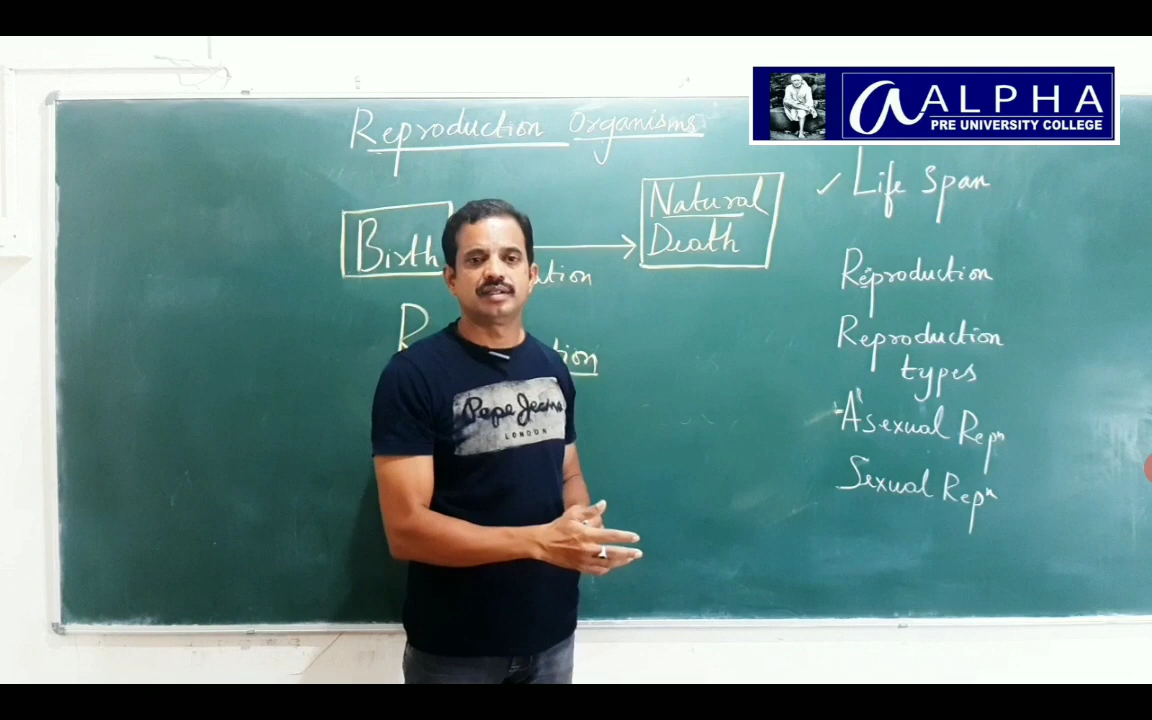 ALPHA
PRE UNIVERSITY COLLEGE
Reproduction Organisms
Birth
Natural
Death
Life Span
Reproduction
Reproduction
types
Asexual Repⁿ
Sexual Repⁿ
Pepe Jeans
LONDON